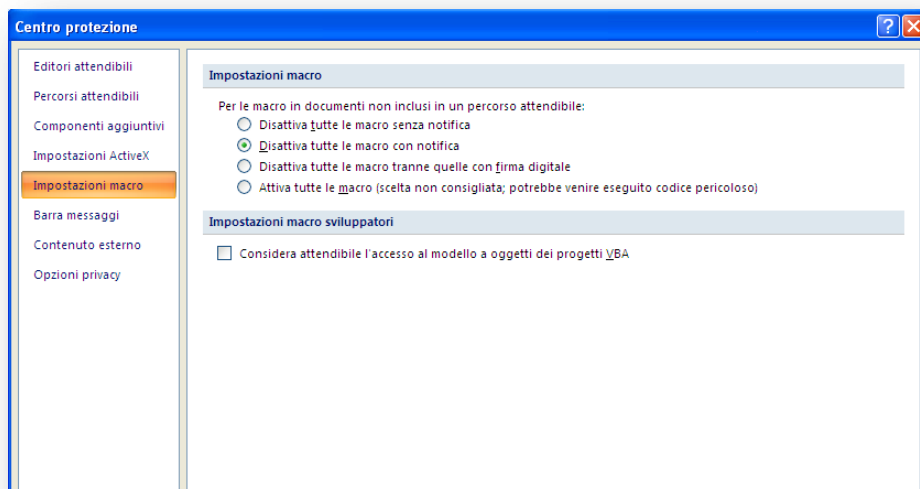 Centro protezione
Editori attendibili
Percorsi attendibili
Componenti aggiuntivi
Impostazioni ActiveX
Impostazioni macro
Barra messaggi
Contenuto esterno
Opzioni privacy
Impostazioni macro
Per le macro in documenti non inclusi in un percorso attendibile:
Disattiva tutte le macro senza notifica
Disattiva tutte le macro con notifica
Disattiva tutte le macro tranne quelle con firma digitale
Attiva tutte le macro (scelta non consigliata; potrebbe venire eseguito codice pericoloso)
Impostazioni macro sviluppatori
Considera attendibile l'accesso al modello a oggetti dei progetti VBA